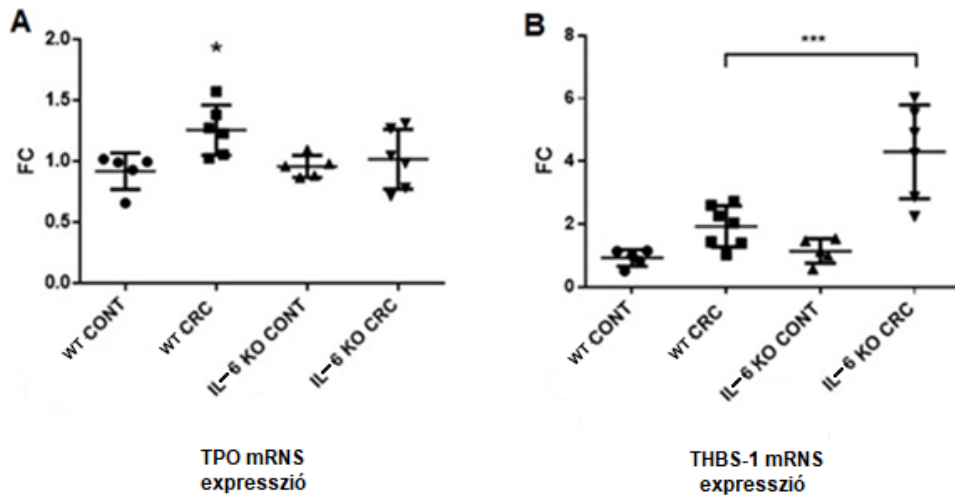 A
2.0
1.5
1.0
0.5
0.0
FC
*
WT CONT
WT CRC
IL-6 KO CONT
IL-6 KO CRC
TPO mRNS
expresszió
B
8
6
4
2
0
FC
***
WT CONT
WT CRC
IL-6 KO CONT
IL-6 KO CRC
THBS-1 mRNS
expresszió